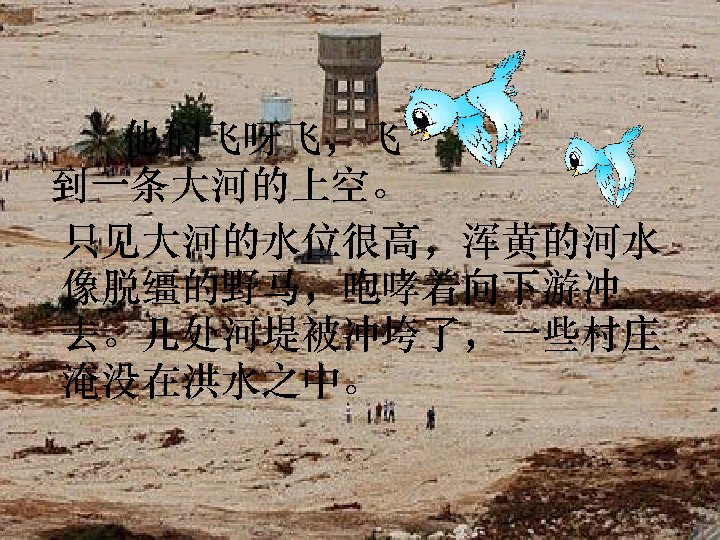 他们飞呀飞，飞
到一条大河的上空。
只见大河的水位很高，浑黄的河水
像脱缰的野马，咆哮着向下游冲
去。几处河堤被冲垮了，一些村庄
淹没在洪水之中。